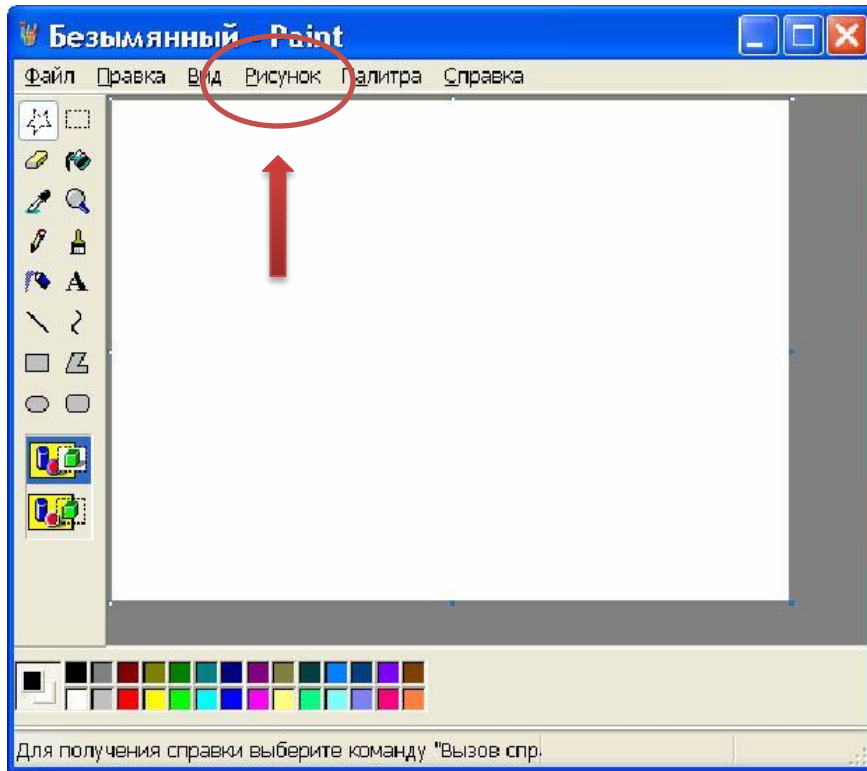 Безымянный - Paint
Файл Правка Вид Рисунок Палитра Справка
A
Для получения справки выберите команду "Вызов спр.